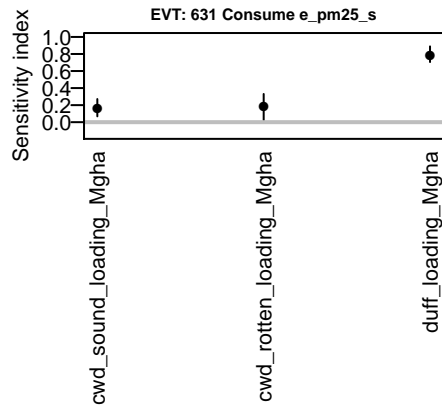 EVT: 631 Consume e_pm25_s
Sensitivity index
1.0
0.8
0.6
0.4
0.2
0.0
cwd_sound_loading_Mgha
cwd_rotten_loading_Mgha
duff_loading_Mgha